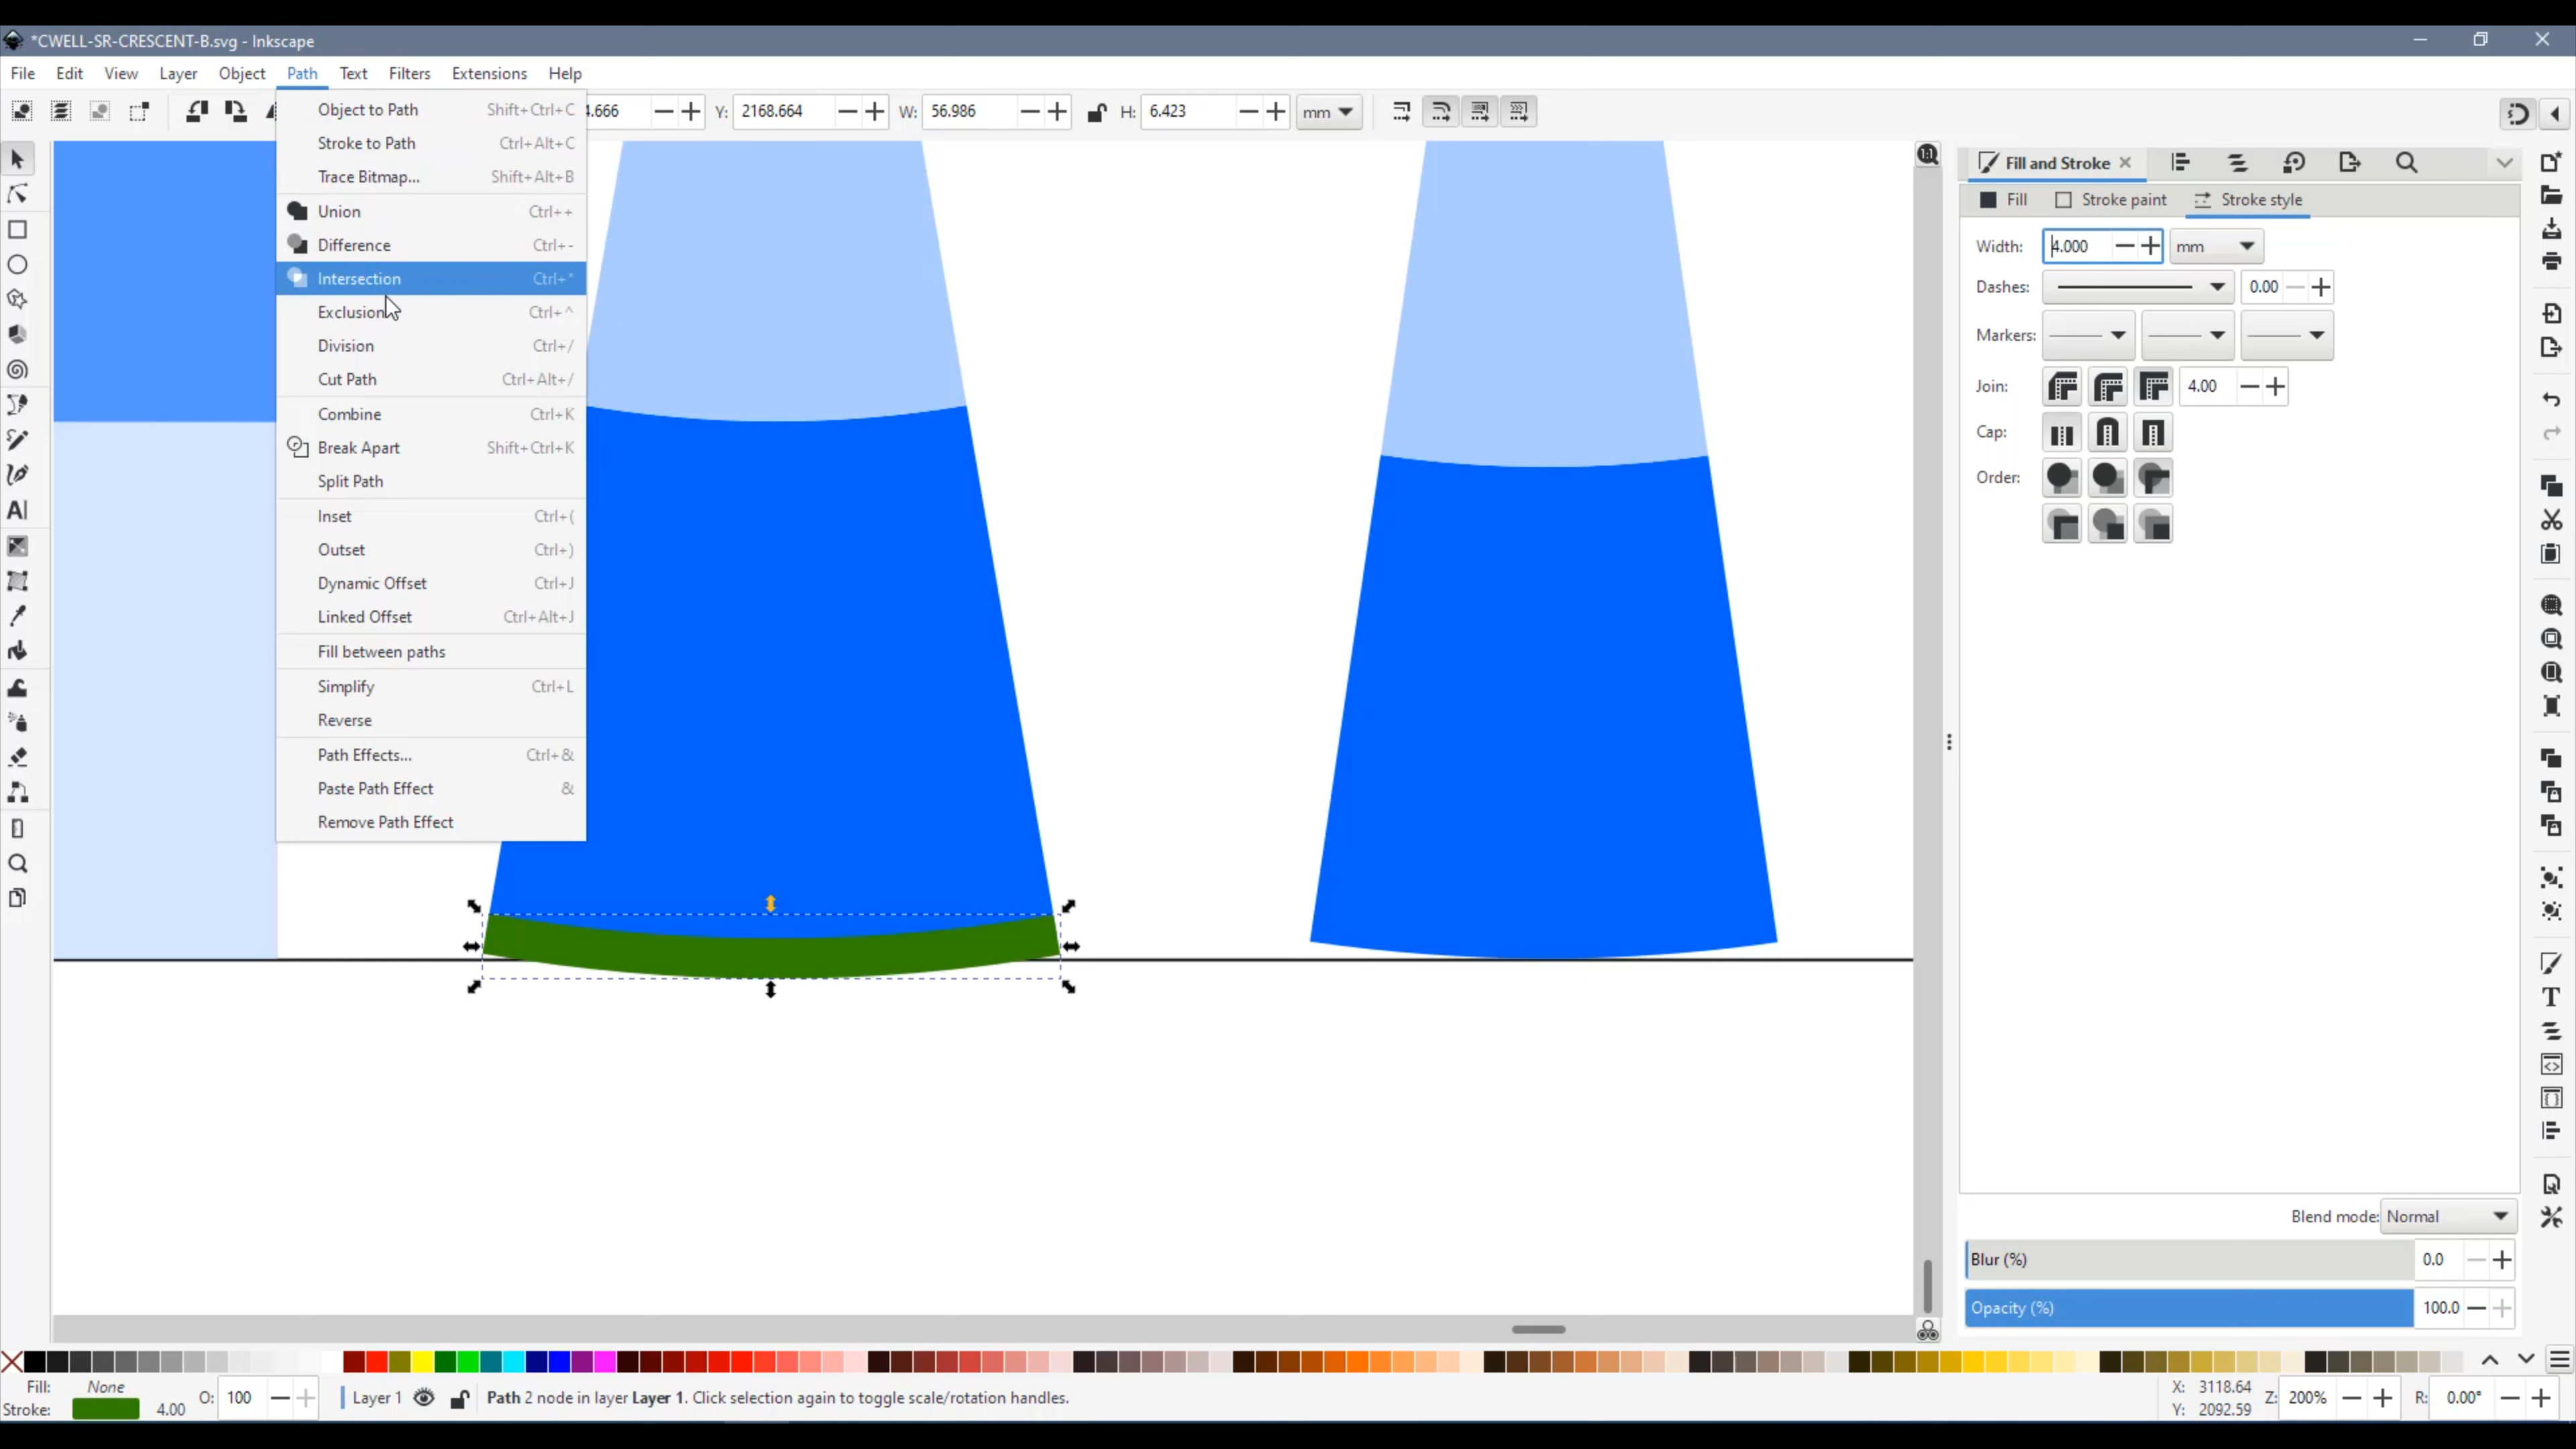 *CWELL-SR-CRESCENT-B.svg - Inkscape
File Edit View Layer Object Path Text Filters Extensions Help
4.666 Y: 2168.664 W: 56.986 H: 6.423 mm
Object to Path Shift+Ctrl+C
Stroke to Path Ctrl+Alt+C
Trace Bitmap... Shift+Alt+B
Union Ctrl++
Difference Ctrl+-
Intersection Ctrl+*
Exclusion Ctrl+^
Division Ctrl+/
Cut Path Ctrl+Alt+/
Combine Ctrl+K
Break Apart Shift+Ctrl+K
Split Path
Inset Ctrl+(
Outset Ctrl+)
Dynamic Offset Ctrl+J
Linked Offset Ctrl+Alt+J
Fill between paths
Simplify Ctrl+L
Reverse
Path Effects... Ctrl+&
Paste Path Effect &
Remove Path Effect
1:1
Fill and Stroke
Fill Stroke paint Stroke style
Width: 4.000 mm
Dashes: 0.00
Markers:
Join: 4.00
Cap:
Order:
Blend mode: Normal
Blur (%) 0.0
Opacity (%) 100.0
Fill: None
Stroke: 4.00
O: 100
Layer 1
Path 2 node in layer Layer 1. Click selection again to toggle scale/rotation handles.
X: 3118.64
Y: 2092.59
Z: 200%
R: 0.00°